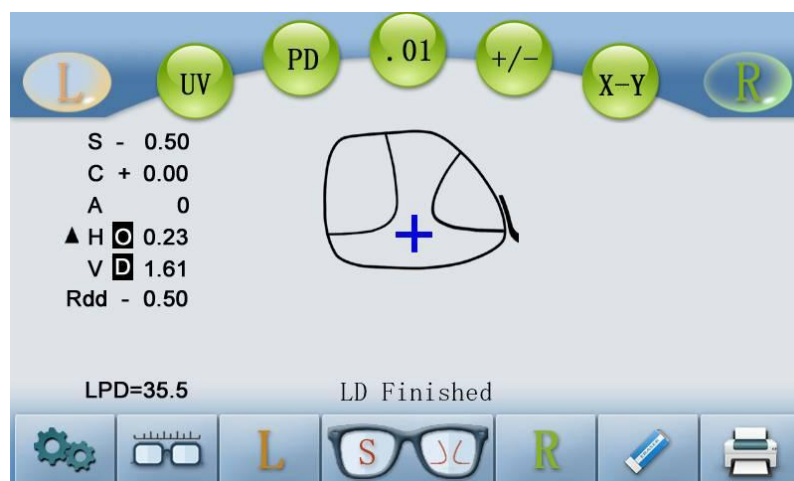 L
UV
PD
.01
+/-
X-Y
R
S - 0.50
C + 0.00
A 0
▲ H O 0.23
V D 1.61
Rdd - 0.50
LPD=35.5
LD Finished
L
S
R